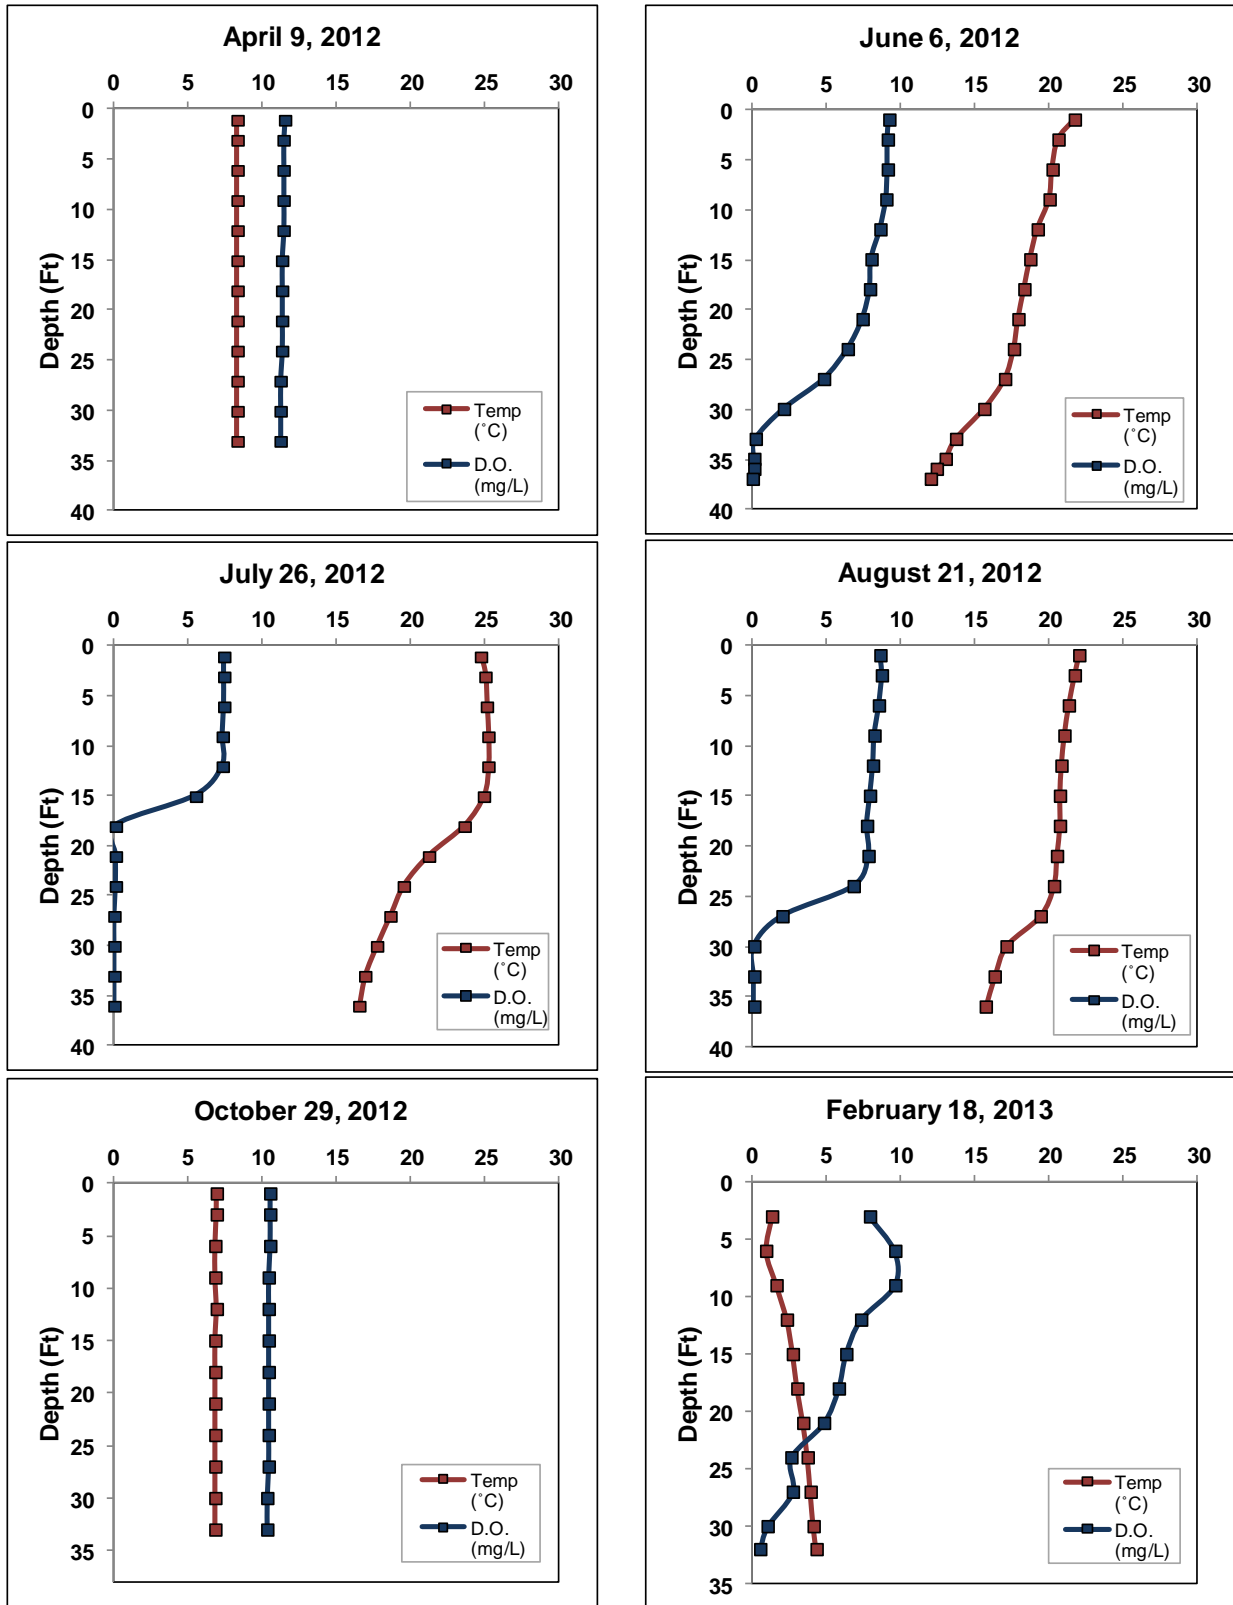 April 9, 2012
0 5 10 15 20 25 30
0
5
10
15
20
25
30
35
40
Depth (Ft)
Temp
(˚C)
D.O.
(mg/L)
June 6, 2012
0 5 10 15 20 25 30
0
5
10
15
20
25
30
35
40
Depth (Ft)
Temp
(˚C)
D.O.
(mg/L)
July 26, 2012
0 5 10 15 20 25 30
0
5
10
15
20
25
30
35
40
Depth (Ft)
Temp
(˚C)
D.O.
(mg/L)
August 21, 2012
0 5 10 15 20 25 30
0
5
10
15
20
25
30
35
40
Depth (Ft)
Temp
(˚C)
D.O.
(mg/L)
October 29, 2012
0 5 10 15 20 25 30
0
5
10
15
20
25
30
35
Depth (Ft)
Temp
(˚C)
D.O.
(mg/L)
February 18, 2013
0 5 10 15 20 25 30
0
5
10
15
20
25
30
35
Depth (Ft)
Temp
(˚C)
D.O.
(mg/L)